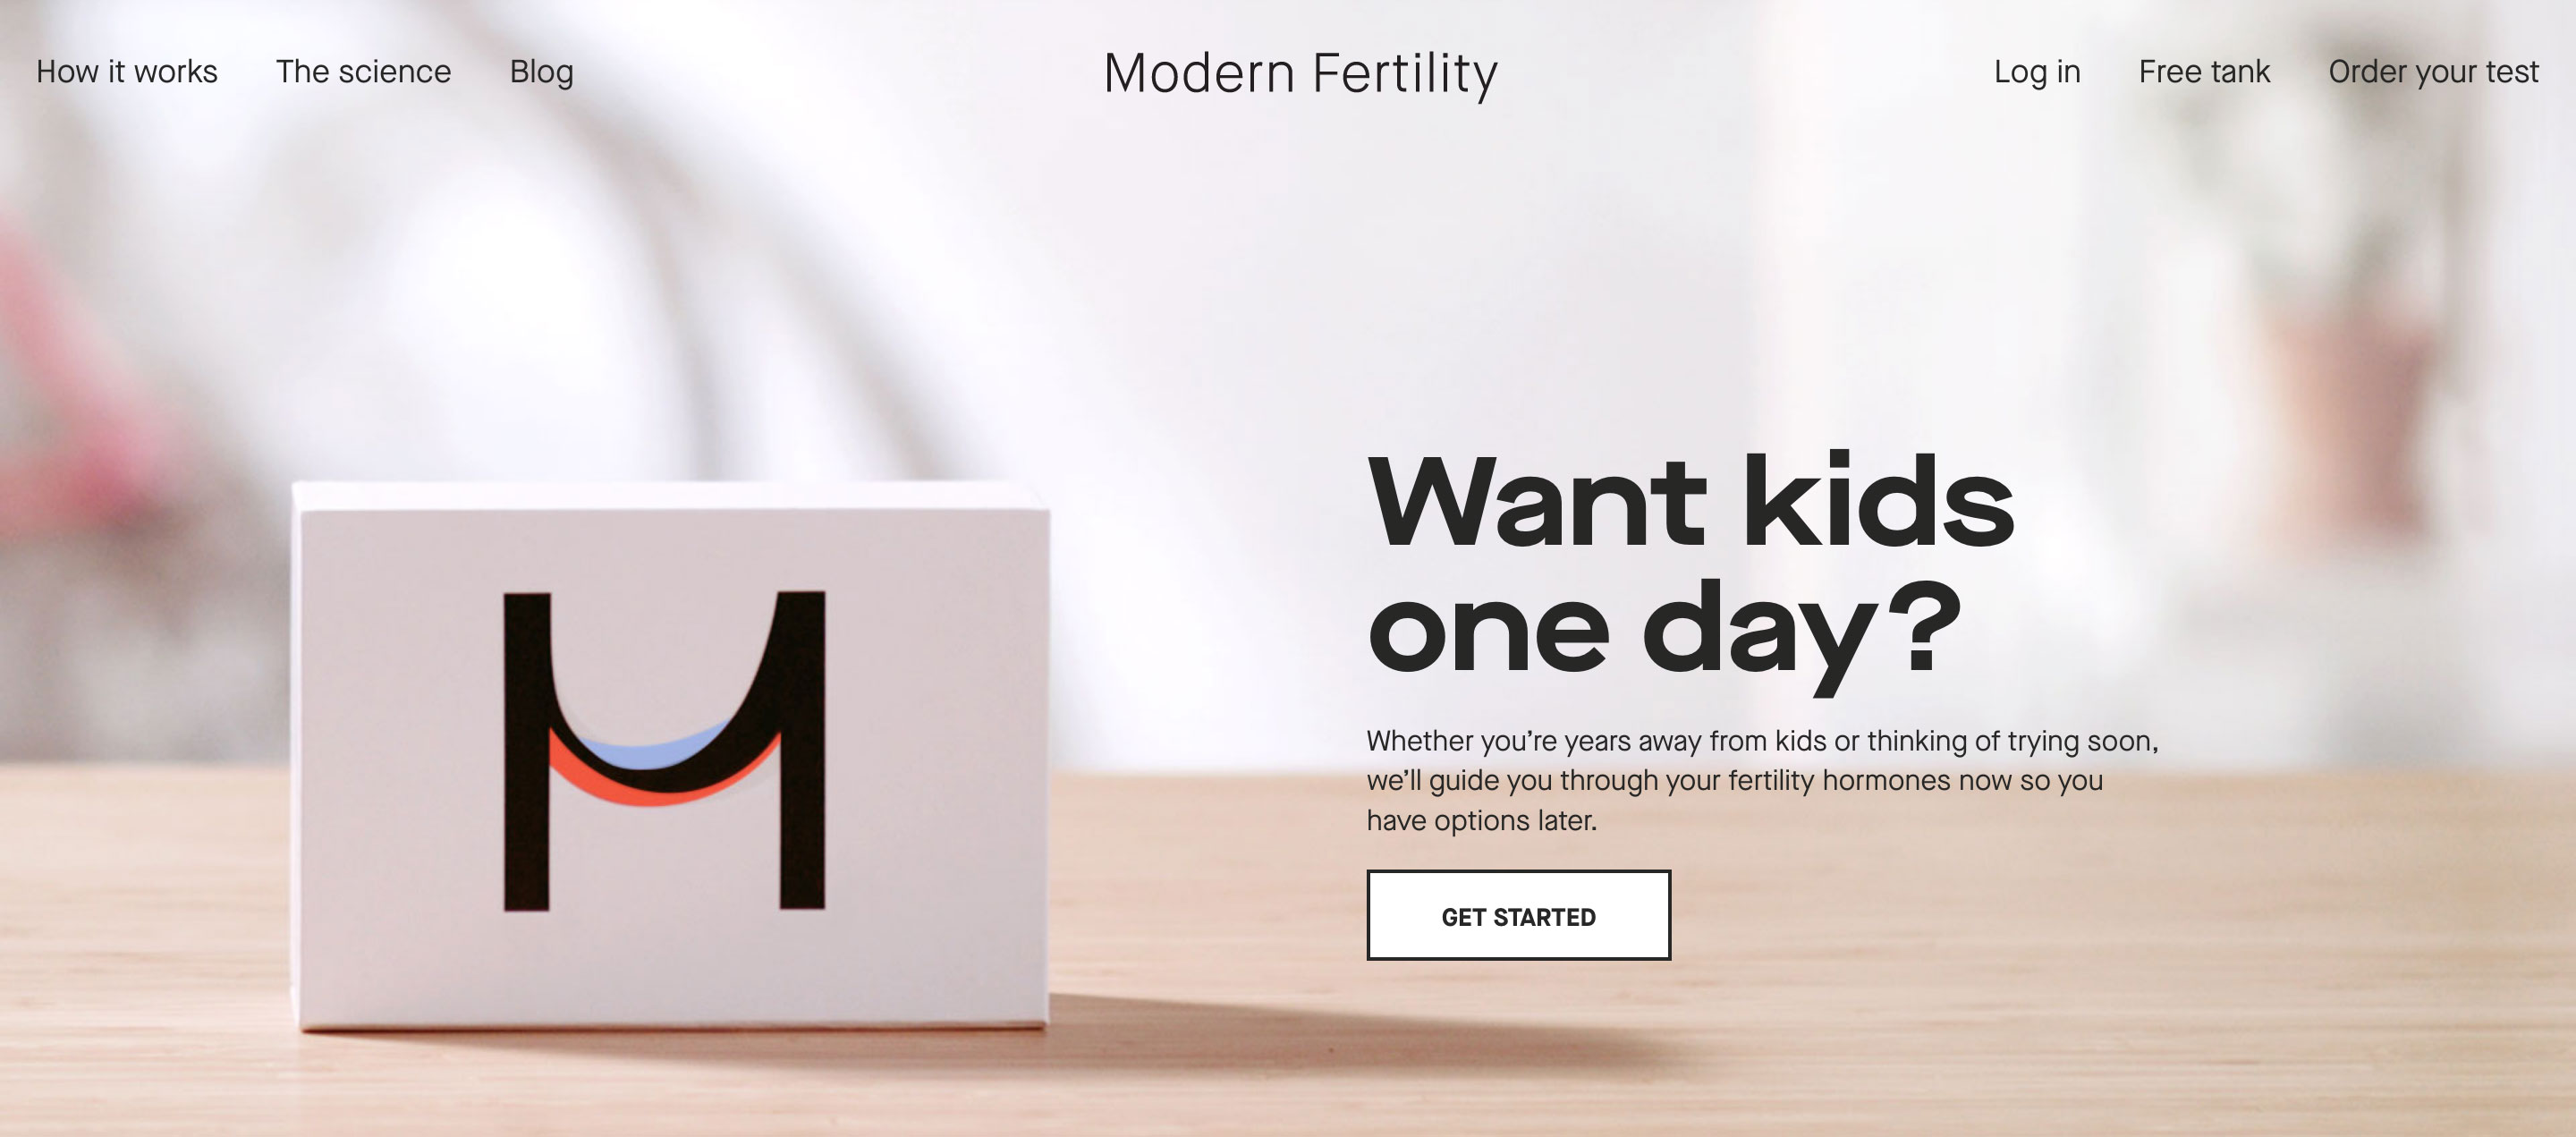 How it works
The science
Blog
Modern Fertility
Log in
Free tank
Order your test
M
Want kids
one day?
Whether you’re years away from kids or thinking of trying soon,
we’ll guide you through your fertility hormones now so you
have options later.
GET STARTED